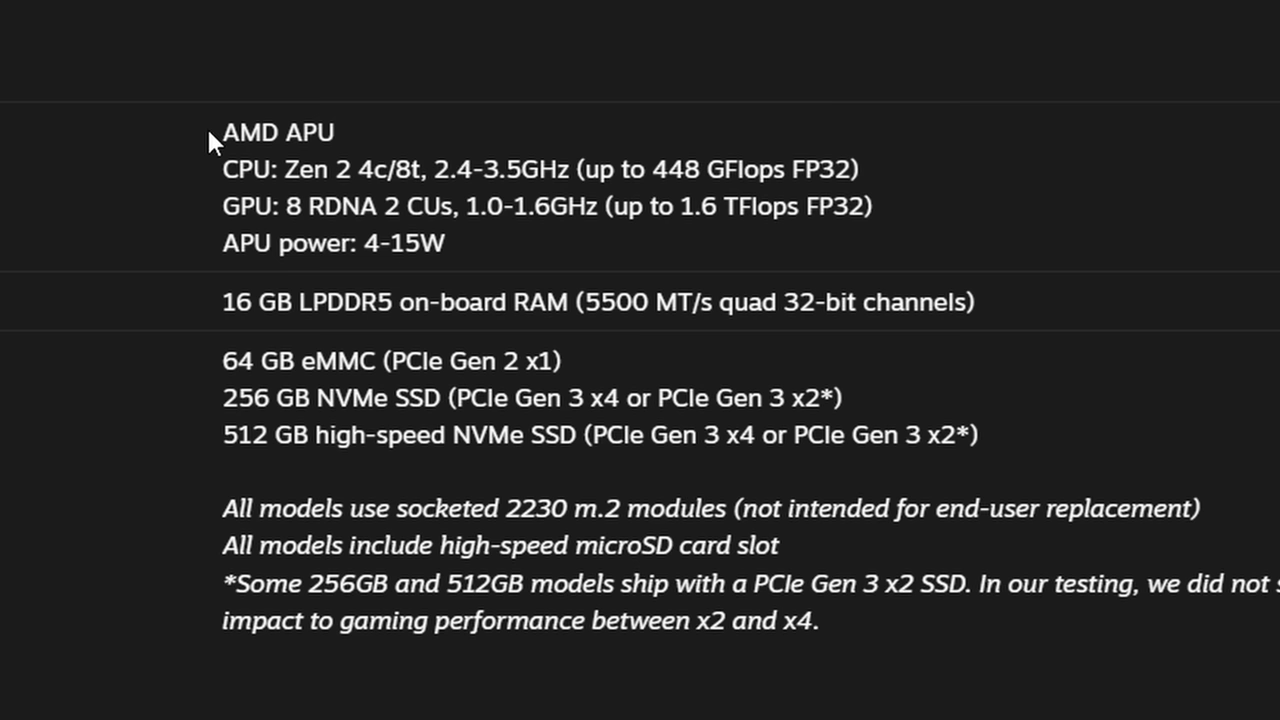 AMD APU
CPU: Zen 2 4c/8t, 2.4-3.5GHz (up to 448 GFlops FP32)
GPU: 8 RDNA 2 CUs, 1.0-1.6GHz (up to 1.6 TFlops FP32)
APU power: 4-15W
16 GB LPDDR5 on-board RAM (5500 MT/s quad 32-bit channels)
64 GB eMMC (PCIe Gen 2 x1)
256 GB NVMe SSD (PCIe Gen 3 x4 or PCIe Gen 3 x2*)
512 GB high-speed NVMe SSD (PCIe Gen 3 x4 or PCIe Gen 3 x2*)
All models use socketed 2230 m.2 modules (not intended for end-user replacement)
All models include high-speed microSD card slot
*Some 256GB and 512GB models ship with a PCIe Gen 3 x2 SSD. In our testing, we did not
impact to gaming performance between x2 and x4.